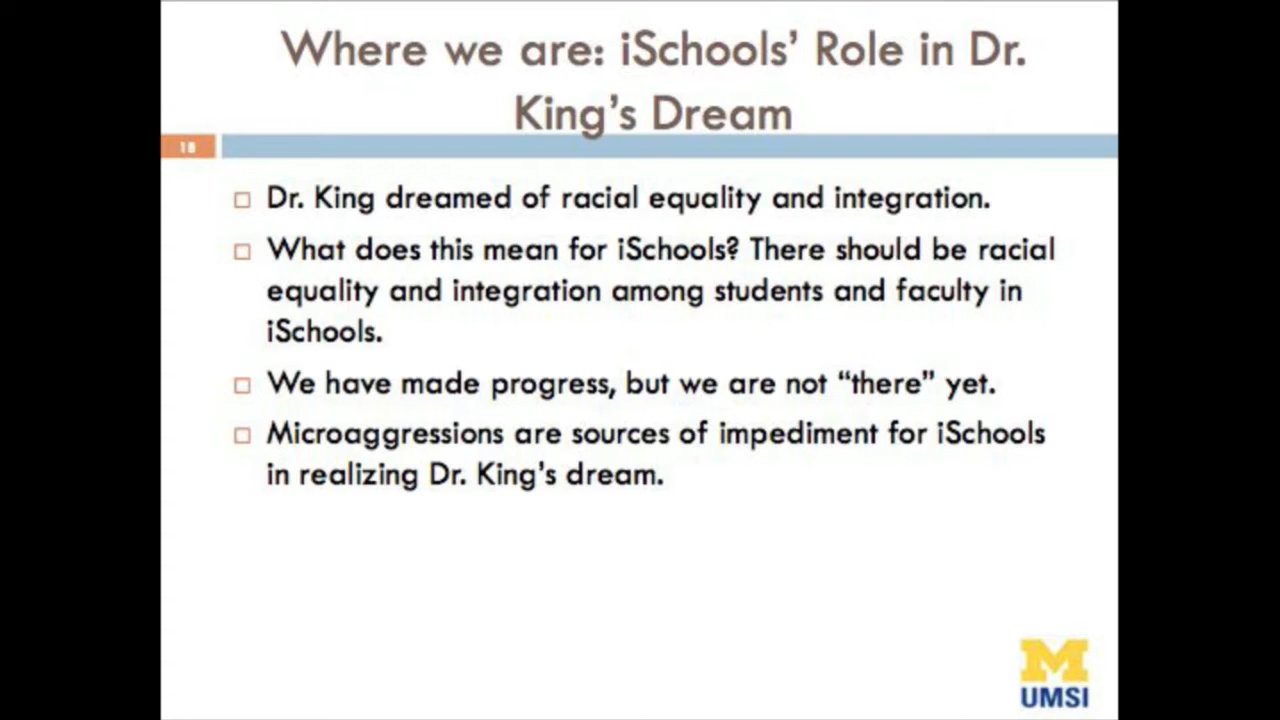 Where we are: iSchools’ Role in Dr.
King’s Dream
18
Dr. King dreamed of racial equality and integration.
What does this mean for iSchools? There should be racial
equality and integration among students and faculty in
iSchools.
We have made progress, but we are not “there” yet.
Microaggressions are sources of impediment for iSchools
in realizing Dr. King’s dream.
M
UMSI